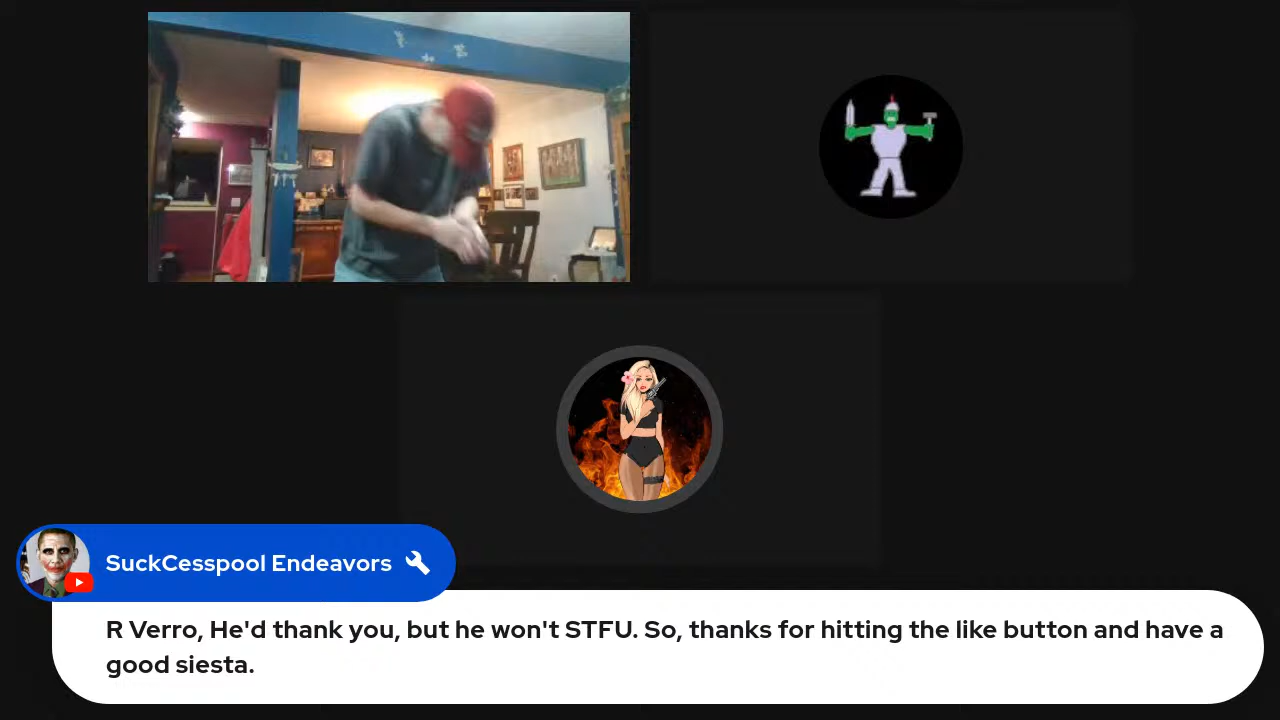 SuckCesspool Endeavors
R Verro, He'd thank you, but he won't STFU. So, thanks for hitting the like button and have a
good siesta.